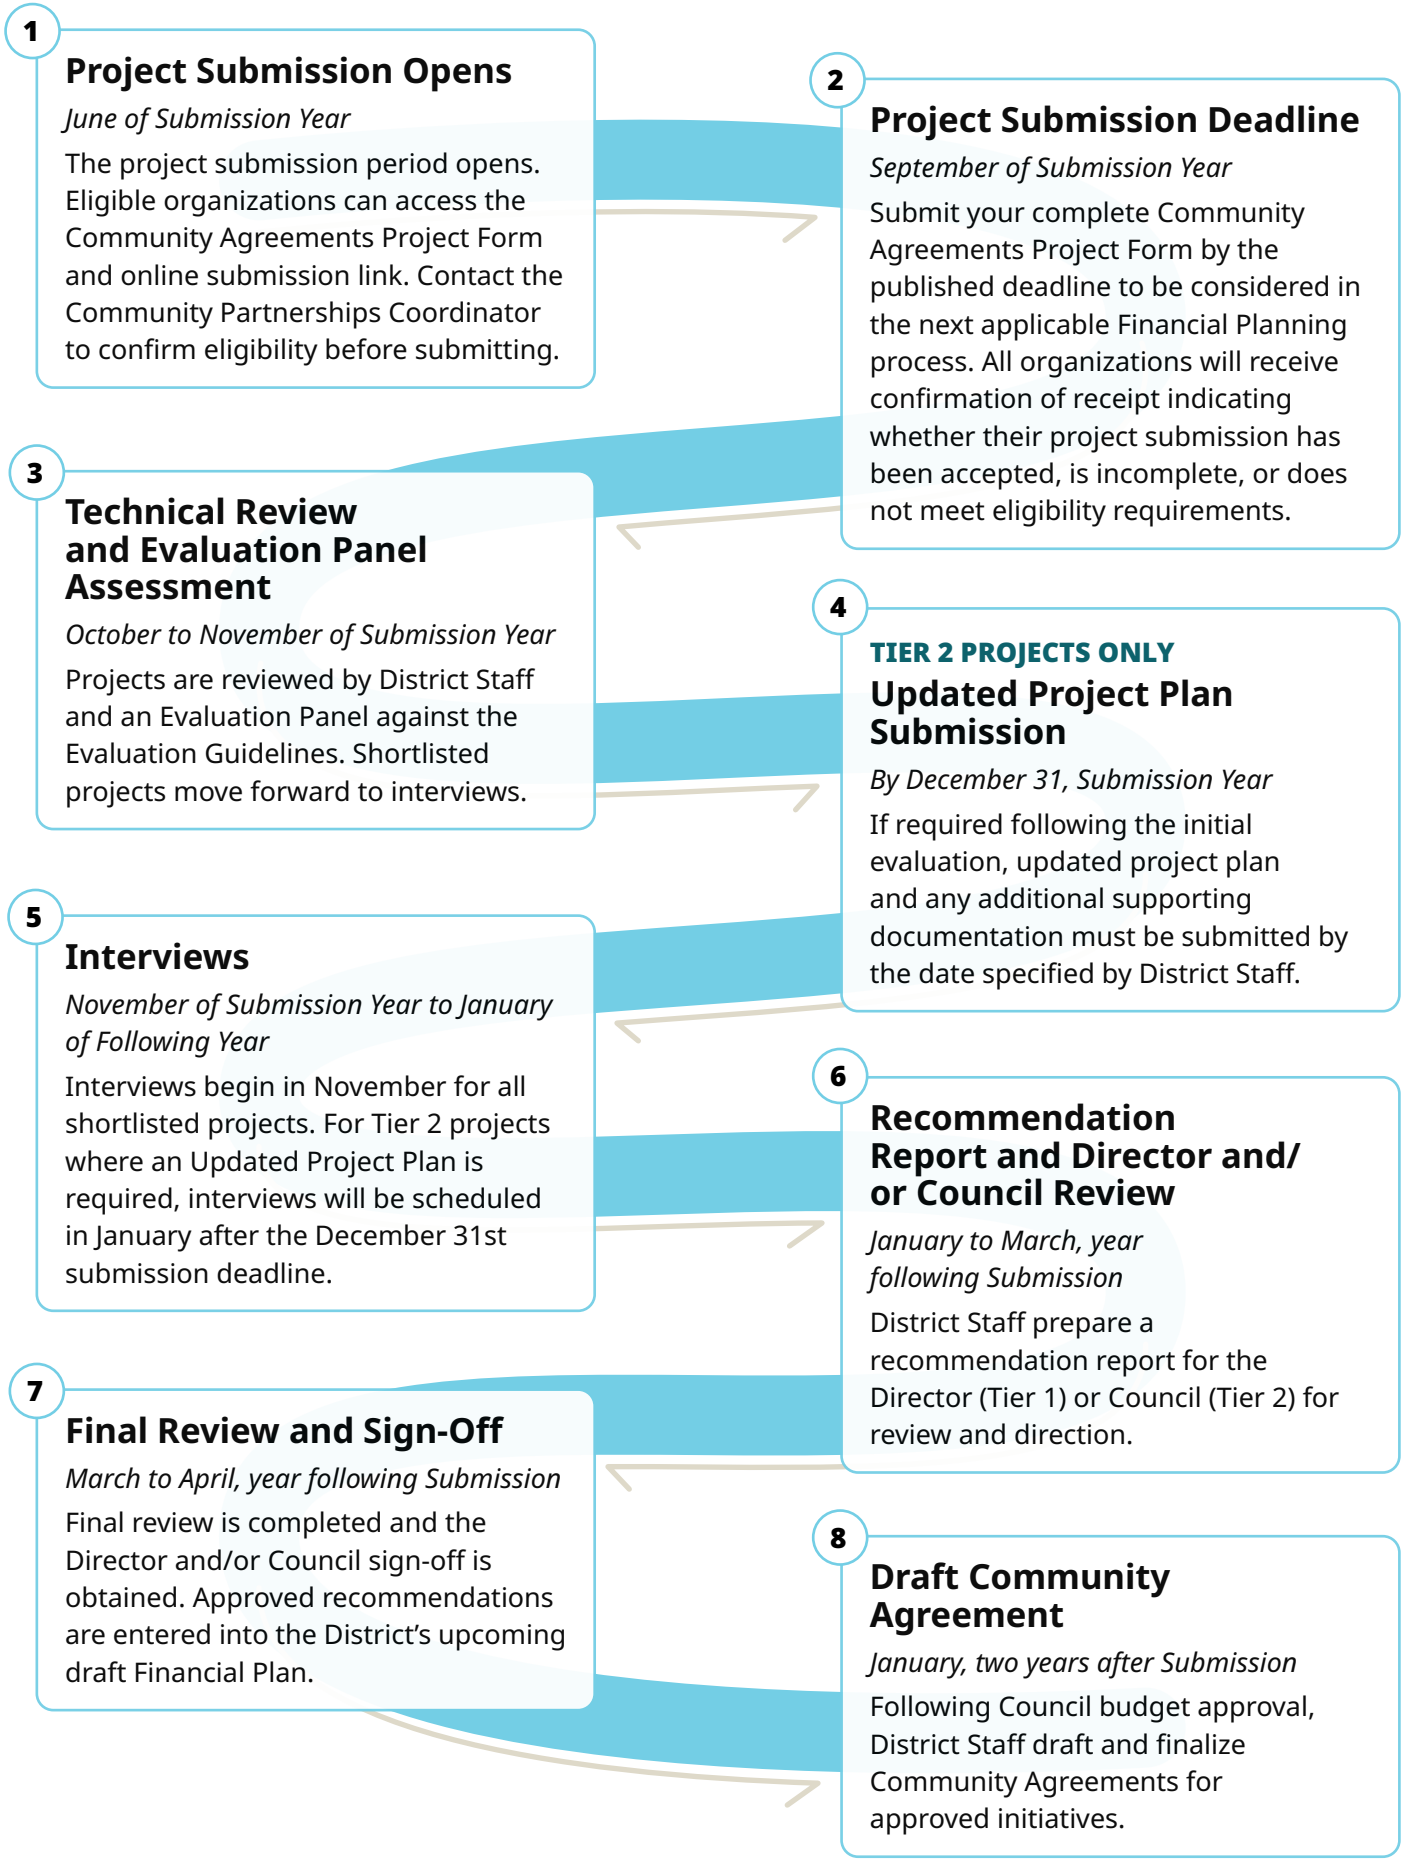 1
Project Submission Opens
June of Submission Year
The project submission period opens.
Eligible organizations can access the
Community Agreements Project Form
and online submission link. Contact the
Community Partnerships Coordinator
to confirm eligibility before submitting.
2
Project Submission Deadline
September of Submission Year
Submit your complete Community
Agreements Project Form by the
published deadline to be considered in
the next applicable Financial Planning
process. All organizations will receive
confirmation of receipt indicating
whether their project submission has
been accepted, is incomplete, or does
not meet eligibility requirements.
3
Technical Review
and Evaluation Panel
Assessment
October to November of Submission Year
Projects are reviewed by District Staff
and an Evaluation Panel against the
Evaluation Guidelines. Shortlisted
projects move forward to interviews.
4
TIER 2 PROJECTS ONLY
Updated Project Plan
Submission
By December 31, Submission Year
If required following the initial
evaluation, updated project plan
and any additional supporting
documentation must be submitted by
the date specified by District Staff.
5
Interviews
November of Submission Year to January
of Following Year
Interviews begin in November for all
shortlisted projects. For Tier 2 projects
where an Updated Project Plan is
required, interviews will be scheduled
in January after the December 31st
submission deadline.
6
Recommendation
Report and Director and/
or Council Review
January to March, year
following Submission
District Staff prepare a
recommendation report for the
Director (Tier 1) or Council (Tier 2) for
review and direction.
7
Final Review and Sign-Off
March to April, year following Submission
Final review is completed and the
Director and/or Council sign-off is
obtained. Approved recommendations
are entered into the District’s upcoming
draft Financial Plan.
8
Draft Community
Agreement
January, two years after Submission
Following Council budget approval,
District Staff draft and finalize
Community Agreements for
approved initiatives.